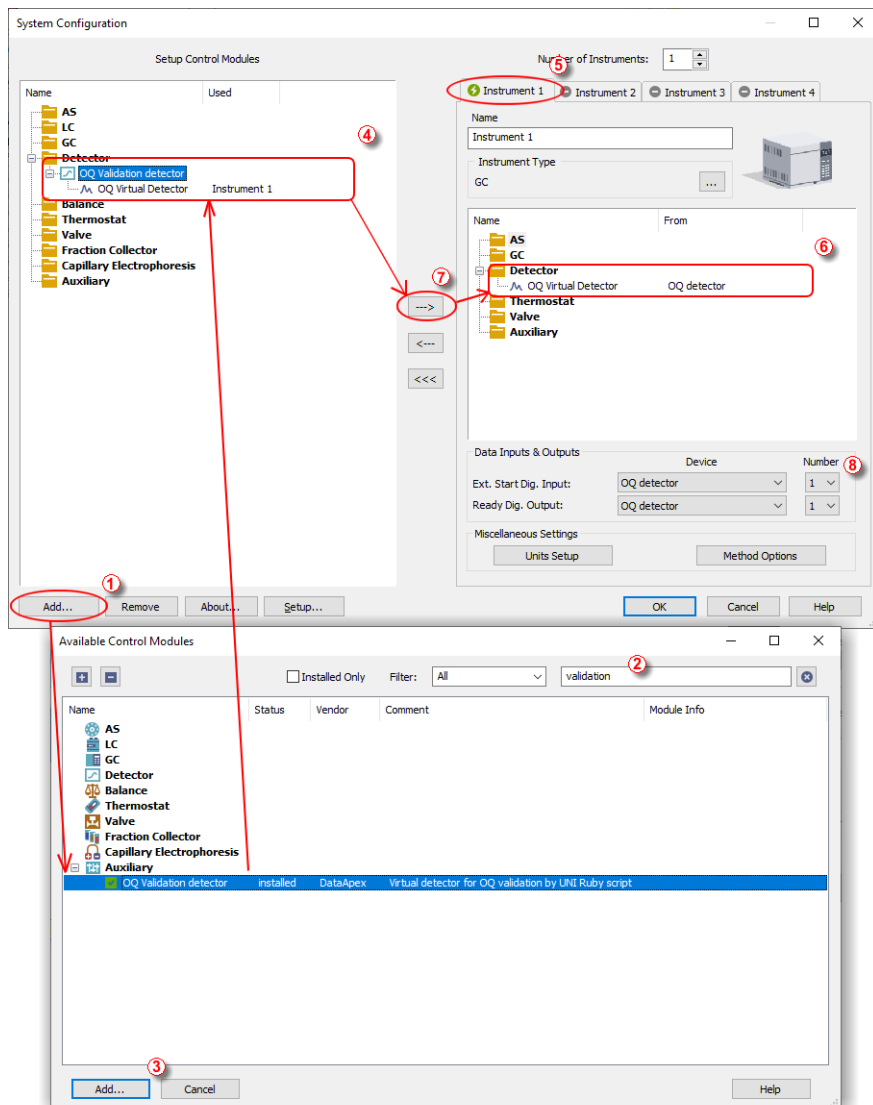 System Configuration
Setup Control Modules
Number of Instruments: 1
⑤
Name Used
AS
LC
GC
Detector
OQ Validation detector
OQ Virtual Detector Instrument 1
Balance
Thermostat
Valve
Fraction Collector
Capillary Electrophoresis
Auxiliary
④
⑦
--->
<---
<<<
Instrument 1 Instrument 2 Instrument 3 Instrument 4
Name
Instrument 1
Instrument Type
GC ...
Name From
AS
GC
Detector
OQ Virtual Detector OQ detector
Thermostat
Valve
Auxiliary
⑥
Data Inputs & Outputs
Device Number
⑧
Ext. Start Dig. Input: OQ detector 1
Ready Dig. Output: OQ detector 1
Miscellaneous Settings
Units Setup Method Options
①
Add... Remove About... Setup... OK Cancel Help
Available Control Modules
②
Installed Only Filter: All validation
Name Status Vendor Comment Module Info
AS
LC
GC
Detector
Balance
Thermostat
Valve
Fraction Collector
Capillary Electrophoresis
Auxiliary
OQ Validation detector installed DataApex Virtual detector for OQ validation by UNI Ruby script
③
Add... Cancel Help